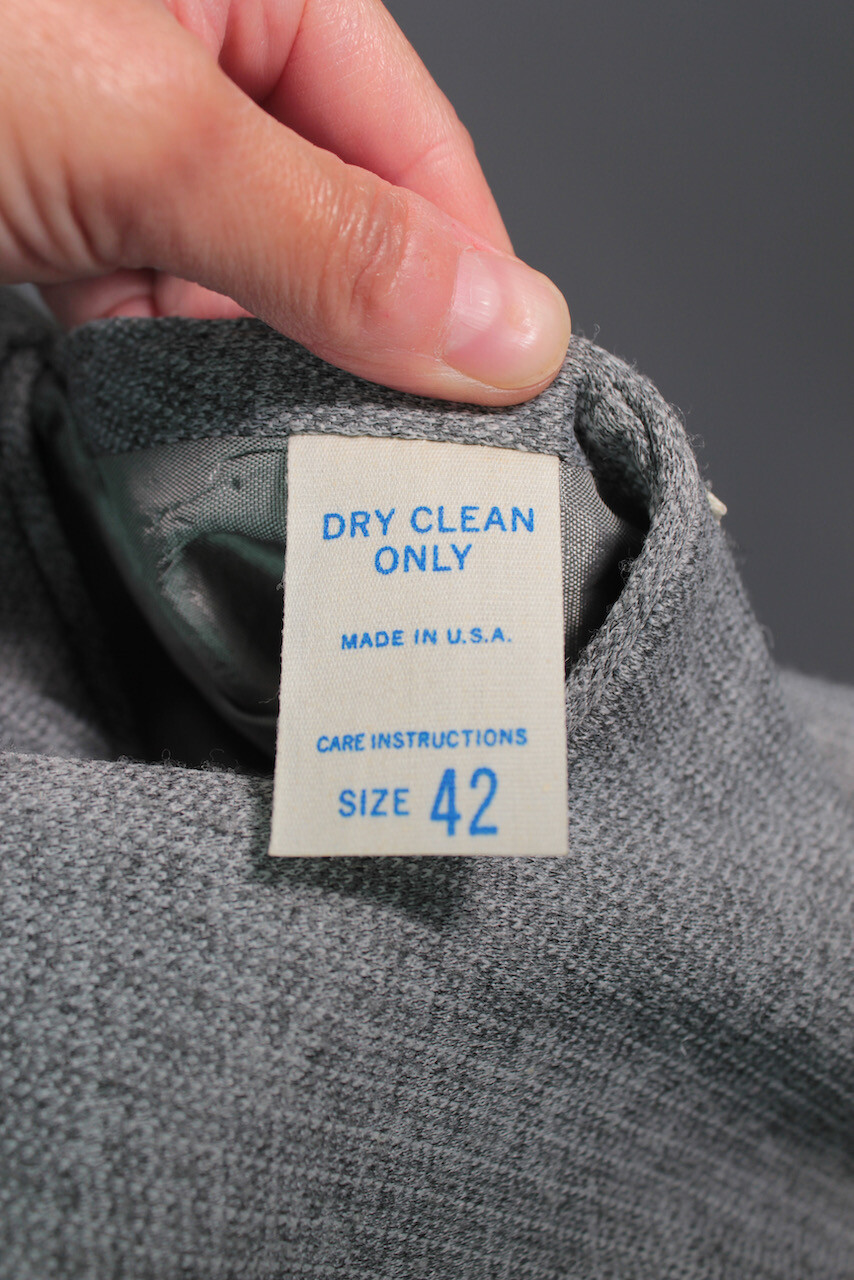 DRY CLEAN
ONLY
MADE IN U.S.A.
CARE INSTRUCTIONS
SIZE 42